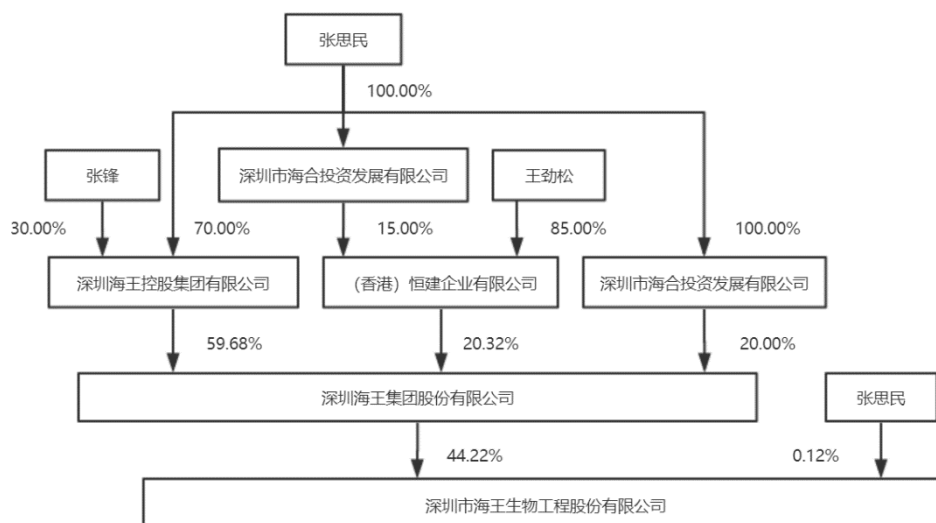 张思民
100.00%
张锋
深圳市海合投资发展有限公司
王劲松
30.00%
70.00%
15.00%
85.00%
100.00%
深圳海王控股集团有限公司
（香港）恒建企业有限公司
深圳市海合投资发展有限公司
59.68%
20.32%
20.00%
深圳海王集团股份有限公司
张思民
44.22%
0.12%
深圳市海王生物工程股份有限公司